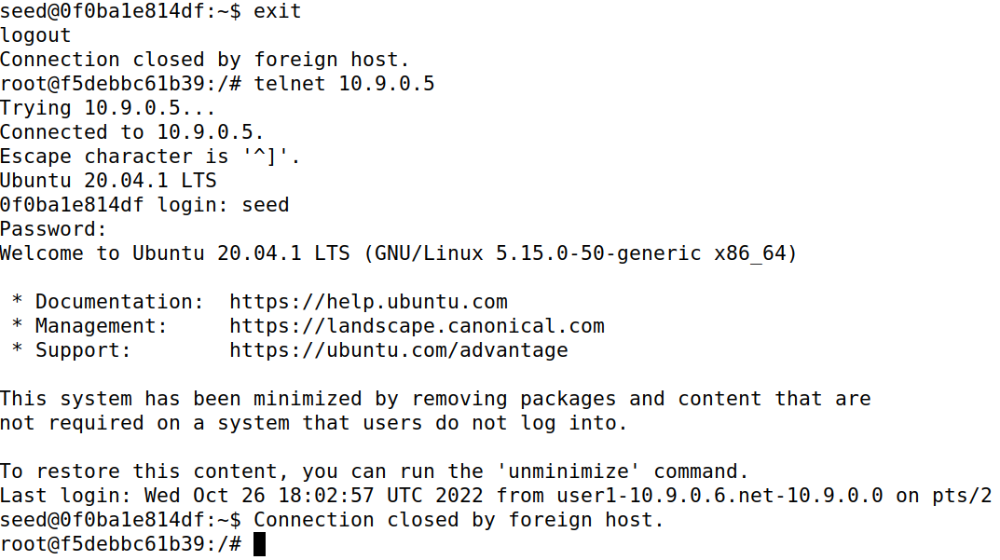 seed@0f0ba1e814df:~$ exit
logout
Connection closed by foreign host.
root@f5debbc61b39:/# telnet 10.9.0.5
Trying 10.9.0.5...
Connected to 10.9.0.5.
Escape character is '^]'.
Ubuntu 20.04.1 LTS
0f0ba1e814df login: seed
Password:
Welcome to Ubuntu 20.04.1 LTS (GNU/Linux 5.15.0-50-generic x86_64)

 * Documentation:  https://help.ubuntu.com
 * Management:     https://landscape.canonical.com
 * Support:        https://ubuntu.com/advantage

This system has been minimized by removing packages and content that are
not required on a system that users do not log into.

To restore this content, you can run the 'unminimize' command.
Last login: Wed Oct 26 18:02:57 UTC 2022 from user1-10.9.0.6.net-10.9.0.0 on pts/2
seed@0f0ba1e814df:~$ Connection closed by foreign host.
root@f5debbc61b39:/#